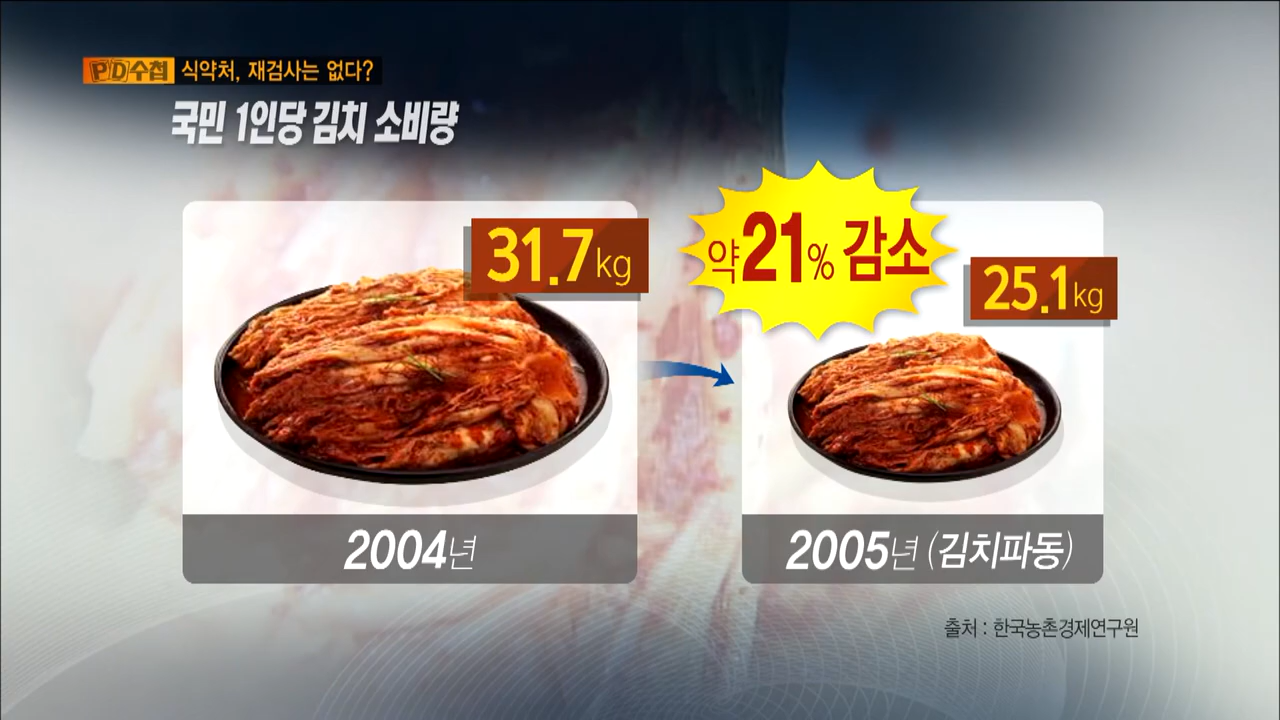 PD수첩 식약처, 재검사는 없다?
국민 1인당 김치 소비량
31.7kg
약21% 감소
25.1kg
2004년
2005년 (김치파동)
출처 : 한국농촌경제연구원